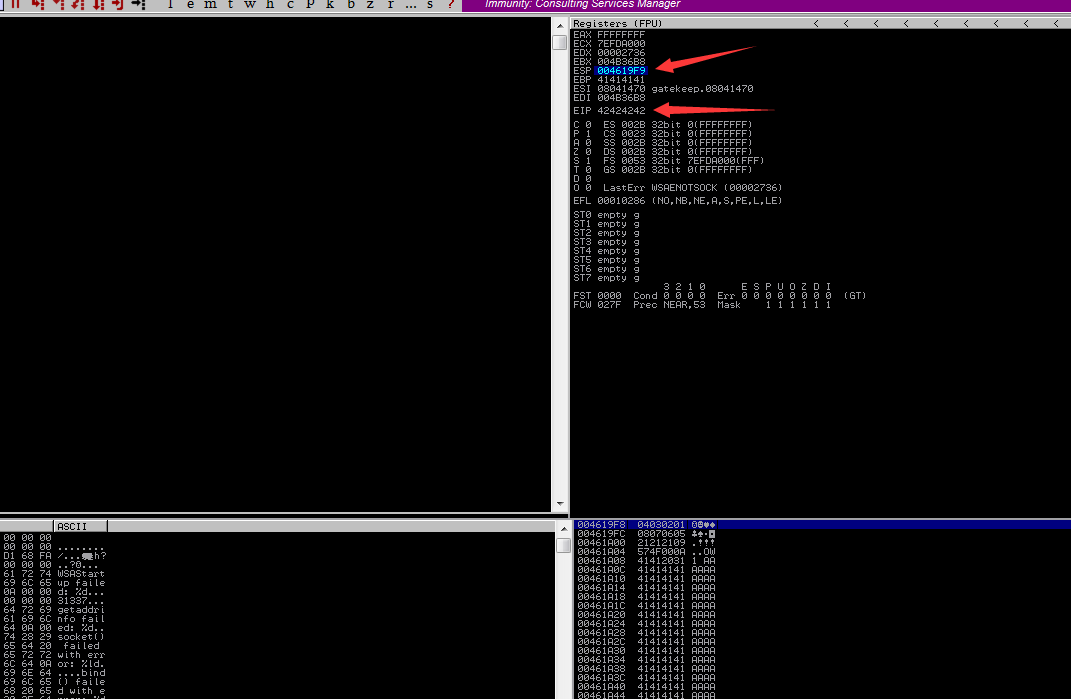 l e m t w h c P k b z r ... s ?
Immunity: Consulting Services Manager
Registers (FPU) < < < < < < < < <
EAX FFFFFFFF
ECX 7EFDA000
EDX 00002736
EBX 004B36B8
ESP 004619F9
EBP 41414141
ESI 08041470 gatekeep.08041470
EDI 004B36B8
EIP 42424242
C 0 ES 002B 32bit 0(FFFFFFFF)
P 1 CS 0023 32bit 0(FFFFFFFF)
A 0 SS 002B 32bit 0(FFFFFFFF)
Z 0 DS 002B 32bit 0(FFFFFFFF)
S 1 FS 0053 32bit 7EFDA000(FFF)
T 0 GS 002B 32bit 0(FFFFFFFF)
D 0
O 0 LastErr WSAENOTSOCK (00002736)
EFL 00010286 (NO,NB,NE,A,S,PE,L,LE)
ST0 empty g
ST1 empty g
ST2 empty g
ST3 empty g
ST4 empty g
ST5 empty g
ST6 empty g
ST7 empty g
3 2 1 0 E S P U O Z D I
FST 0000 Cond 0 0 0 0 Err 0 0 0 0 0 0 0 0 (GT)
FCW 027F Prec NEAR,53 Mask 1 1 1 1 1 1
ASCII
00 00 00
00 00 00 ........
D1 68 FA
00 00 00 ..?0...
61 72 74 WSAStart
69 6C 65 up faile
0A 00 00 d: %d...
00 00 00 31337...
64 72 69 getaddri
61 69 6C nfo fail
64 0A 00 ed: %d..
74 28 29 socket()
65 64 20 failed
65 72 72 with err
6C 64 0A or: %ld.
69 6E 64 ....bind
69 6C 65 () faile
68 20 65 d with e
004619F8 04030201
004619FC 08070605
00461A00 21212109
00461A04 574F000A ..OW
00461A08 41412031 1 AA
00461A0C 41414141 AAAA
00461A10 41414141 AAAA
00461A14 41414141 AAAA
00461A18 41414141 AAAA
00461A1C 41414141 AAAA
00461A20 41414141 AAAA
00461A24 41414141 AAAA
00461A28 41414141 AAAA
00461A2C 41414141 AAAA
00461A30 41414141 AAAA
00461A34 41414141 AAAA
00461A38 41414141 AAAA
00461A3C 41414141 AAAA
00461A40 41414141 AAAA
00461A44 41414141 AAAA